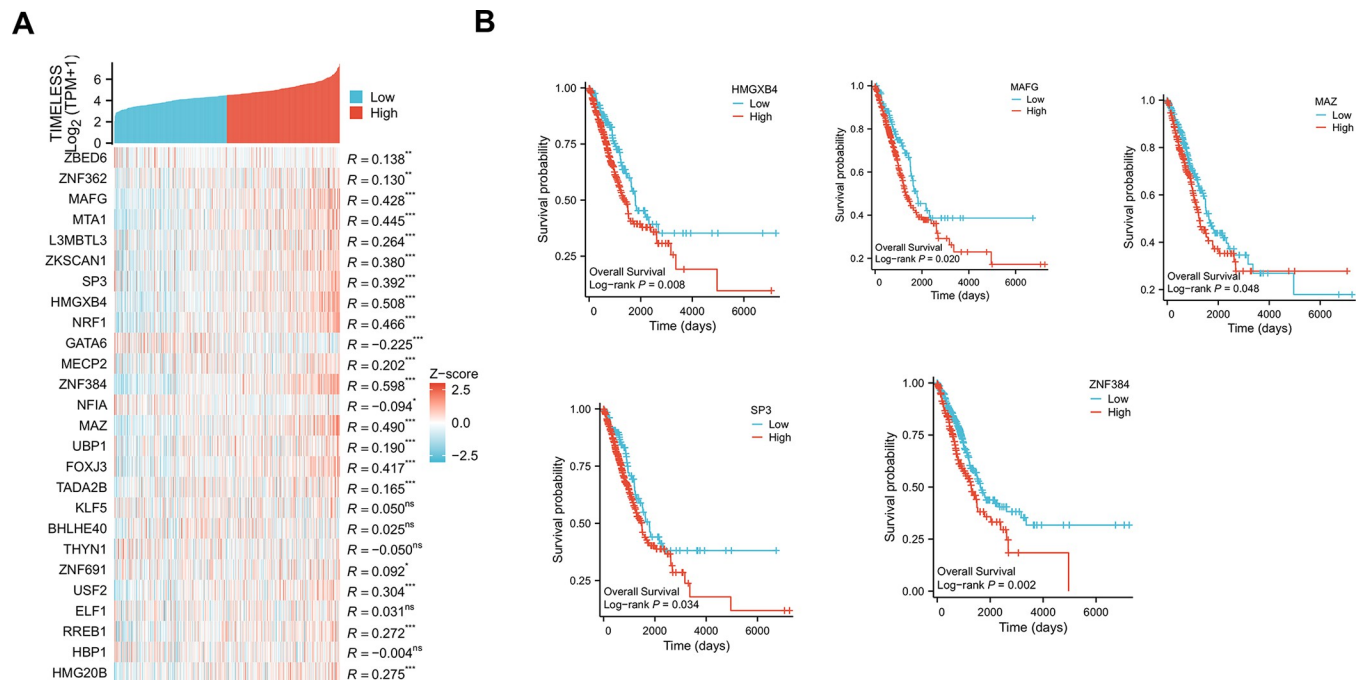 A
TIMELESS
Log2 (TPM+1)
6
4
2
0
Low
High
ZBED6 R = 0.138**
ZNF362 R = 0.130**
MAFG R = 0.428***
MTA1 R = 0.445***
L3MBTL3 R = 0.264***
ZKSCAN1 R = 0.380***
SP3 R = 0.392***
HMGXB4 R = 0.508***
NRF1 R = 0.466***
GATA6 R = −0.225***
MECP2 R = 0.202***
ZNF384 R = 0.598***
NFIA R = −0.094*
MAZ R = 0.490***
UBP1 R = 0.190***
FOXJ3 R = 0.417***
TADA2B R = 0.165***
KLF5 R = 0.050ns
BHLHE40 R = 0.025ns
THYN1 R = −0.050ns
ZNF691 R = 0.092*
USF2 R = 0.304***
ELF1 R = 0.031ns
RREB1 R = 0.272***
HBP1 R = −0.004ns
HMG20B R = 0.275***
Z−score
2.5
0.0
−2.5
B
HMGXB4
Low
High
Survival probability
1.00
0.75
0.50
0.25
Overall Survival
Log−rank P = 0.008
0 2000 4000 6000
Time (days)
MAFG
Low
High
Survival probability
1.0
0.8
0.6
0.4
0.2
Overall Survival
Log−rank P = 0.020
0 2000 4000 6000
Time (days)
MAZ
Low
High
Survival probability
1.0
0.8
0.6
0.4
0.2
Overall Survival
Log−rank P = 0.048
0 2000 4000 6000
Time (days)
SP3
Low
High
Survival probability
1.00
0.75
0.50
0.25
Overall Survival
Log−rank P = 0.034
0 2000 4000 6000
Time (days)
ZNF384
Low
High
Survival probability
1.00
0.75
0.50
0.25
0.00
Overall Survival
Log−rank P = 0.002
0 2000 4000 6000
Time (days)